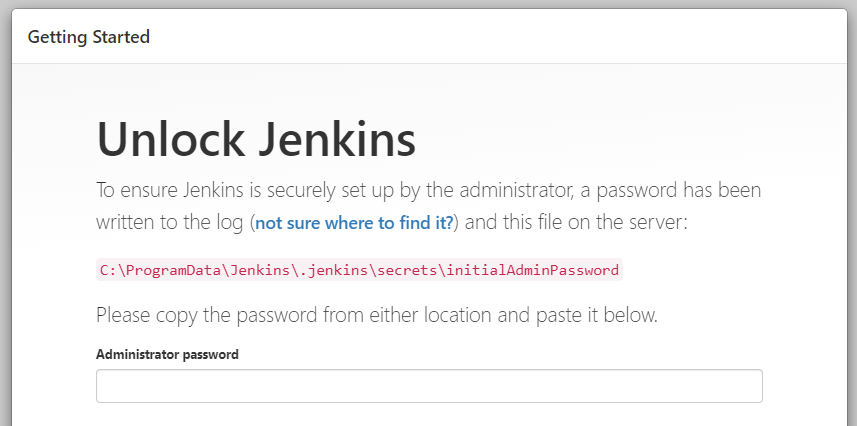 Getting Started
Unlock Jenkins
To ensure Jenkins is securely set up by the administrator, a password has been
written to the log (not sure where to find it?) and this file on the server:
C:\ProgramData\Jenkins\.jenkins\secrets\initialAdminPassword
Please copy the password from either location and paste it below.
Administrator password